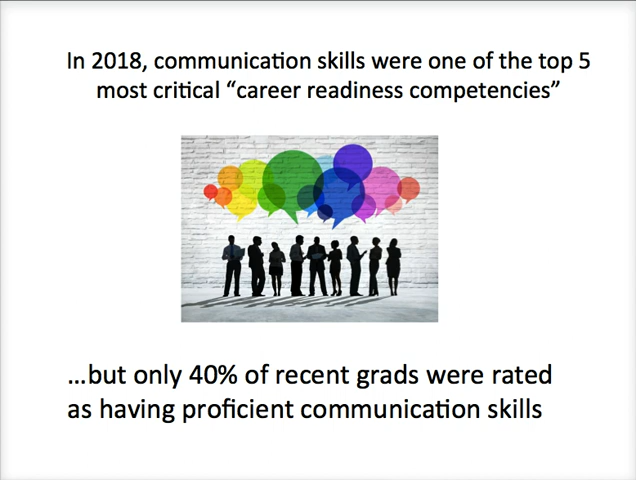 In 2018, communication skills were one of the top 5
most critical “career readiness competencies”
...but only 40% of recent grads were rated
as having proficient communication skills